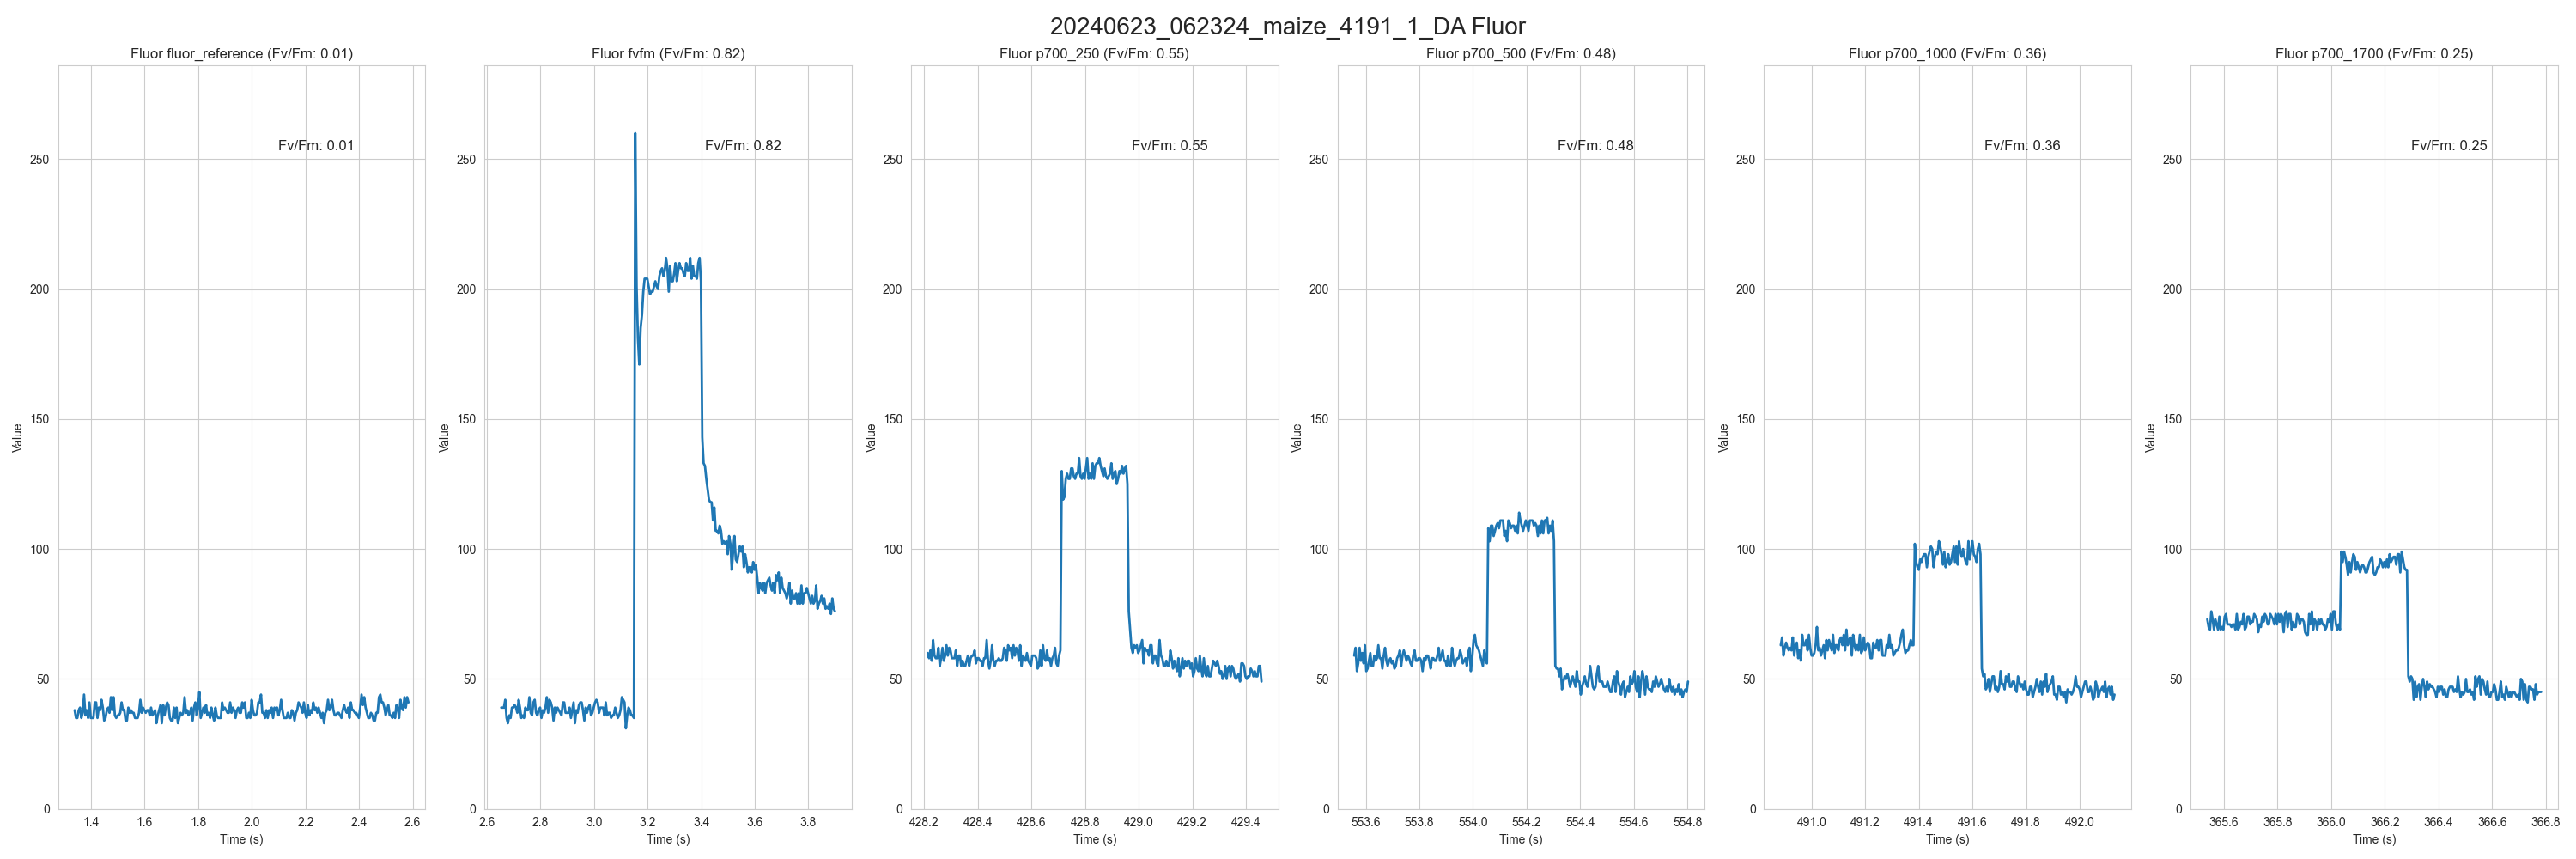 20240623_062324_maize_4191_1_DA Fluor
Fluor fluor_reference (Fv/Fm: 0.01)
Fv/Fm: 0.01
250
200
150
100
50
0
Value
1.4 1.6 1.8 2.0 2.2 2.4 2.6
Time (s)
Fluor fvfm (Fv/Fm: 0.82)
Fv/Fm: 0.82
250
200
150
100
50
0
Value
2.6 2.8 3.0 3.2 3.4 3.6 3.8
Time (s)
Fluor p700_250 (Fv/Fm: 0.55)
Fv/Fm: 0.55
250
200
150
100
50
0
Value
428.2 428.4 428.6 428.8 429.0 429.2 429.4
Time (s)
Fluor p700_500 (Fv/Fm: 0.48)
Fv/Fm: 0.48
250
200
150
100
50
0
Value
553.6 553.8 554.0 554.2 554.4 554.6 554.8
Time (s)
Fluor p700_1000 (Fv/Fm: 0.36)
Fv/Fm: 0.36
250
200
150
100
50
0
Value
491.0 491.2 491.4 491.6 491.8 492.0
Time (s)
Fluor p700_1700 (Fv/Fm: 0.25)
Fv/Fm: 0.25
250
200
150
100
50
0
Value
365.6 365.8 366.0 366.2 366.4 366.6 366.8
Time (s)